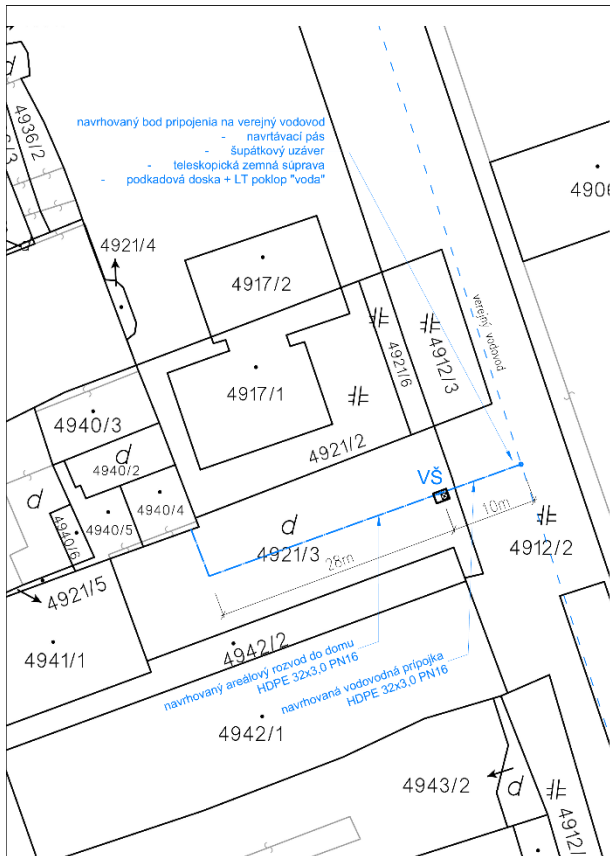 4936/2
navrhovaný bod pripojenia na verejný vodovod
- navrtávací pás
- šupátkový uzáver
- teleskopická zemná súprava
- podkadová doska + LT poklop "voda"
4921/4
4917/2
4906
verejný vodovod
4921/6
4912/3
4917/1
4940/3
4940/2
4921/2
4940/4
4940/5
4940/6
VŠ
10m
4912/2
4921/3
28m
4921/5
4941/1
4942/2
navrhovaný areálový rozvod do domu
HDPE 32x3,0 PN16
navrhovaná vodovodná prípojka
HDPE 32x3,0 PN16
4942/1
4943/2
4912/